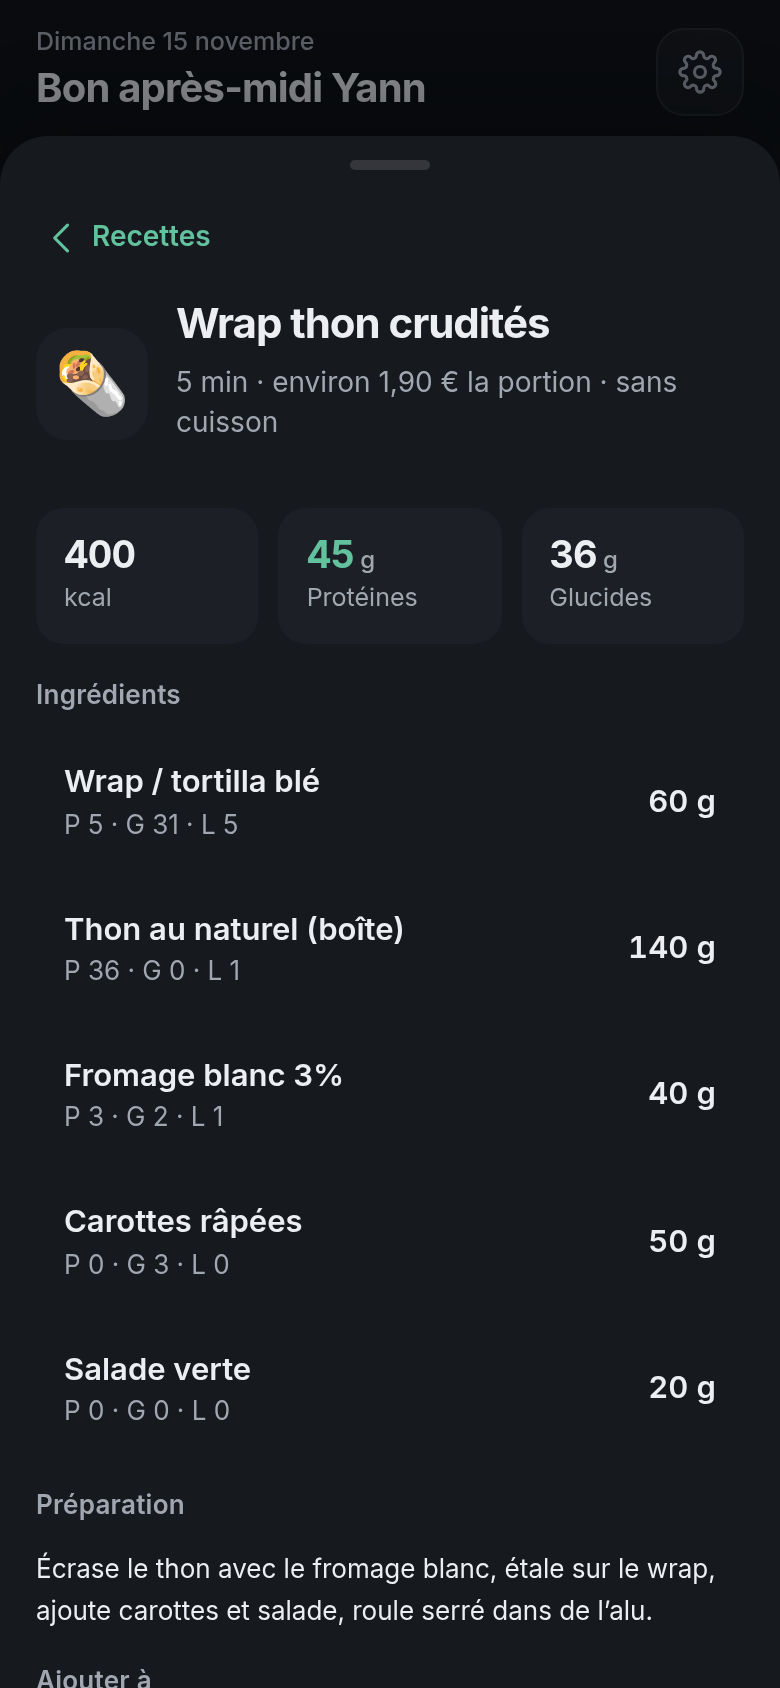 Dimanche 15 novembre
Bon après-midi Yann
Recettes
Wrap thon crudités
5 min · environ 1,90 € la portion · sans
cuisson
400
kcal
45 g
Protéines
36 g
Glucides
Ingrédients
Wrap / tortilla blé
P 5 · G 31 · L 5
60 g
Thon au naturel (boîte)
P 36 · G 0 · L 1
140 g
Fromage blanc 3%
P 3 · G 2 · L 1
40 g
Carottes râpées
P 0 · G 3 · L 0
50 g
Salade verte
P 0 · G 0 · L 0
20 g
Préparation
Écrase le thon avec le fromage blanc, étale sur le wrap,
ajoute carottes et salade, roule serré dans de l’alu.
Ajouter à